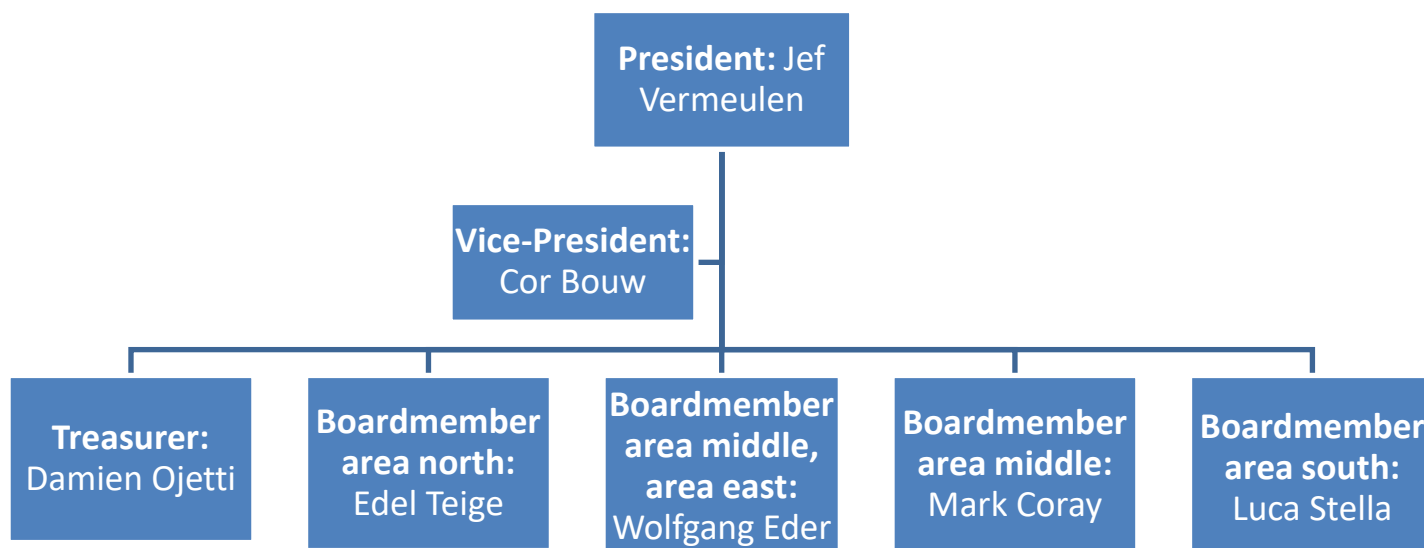 President: Jef
Vermeulen
Vice-President:
Cor Bouw
Treasurer:
Damien Ojetti
Boardmember
area north:
Edel Teige
Boardmember
area middle,
area east:
Wolfgang Eder
Boardmember
area middle:
Mark Coray
Boardmember
area south:
Luca Stella